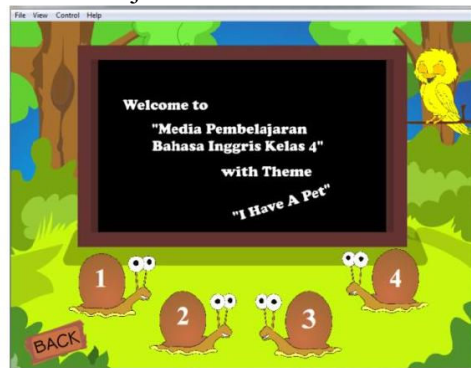 File View Control Help
Welcome to
"Media Pembelajaran
Bahasa Inggris Kelas 4"
with Theme
"I Have A Pet"
1
2
3
4
BACK